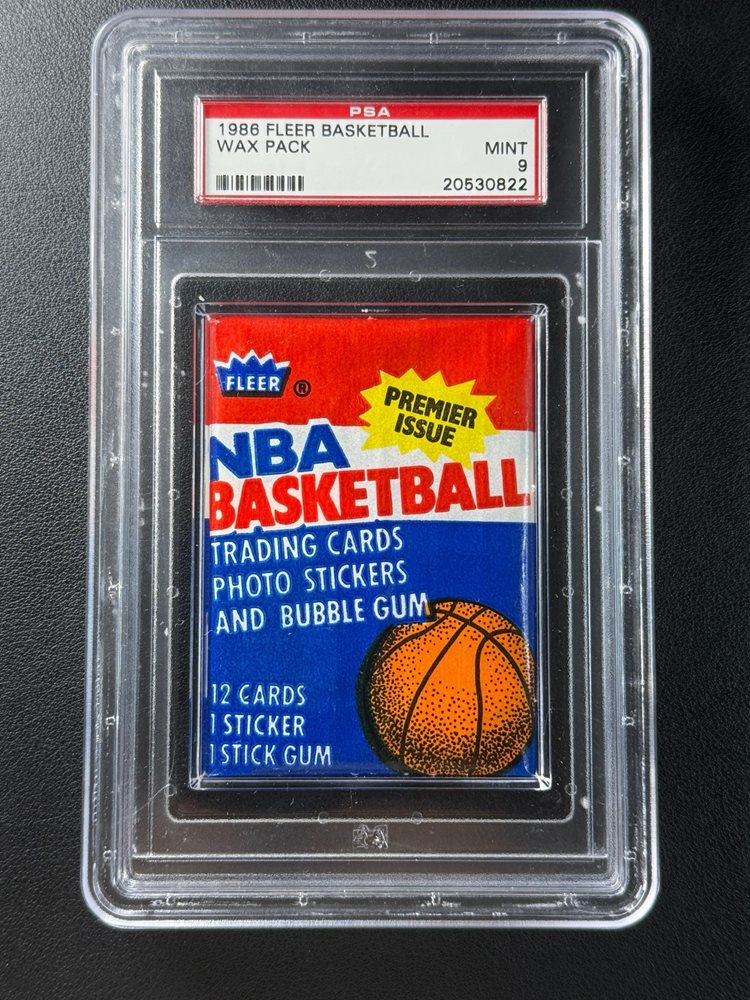 PSA
1986 FLEER BASKETBALL
WAX PACK MINT
9
20530822
FLEER ®
PREMIER
ISSUE
NBA
BASKETBALL
TRADING CARDS
PHOTO STICKERS
AND BUBBLE GUM
12 CARDS
1 STICKER
1 STICK GUM